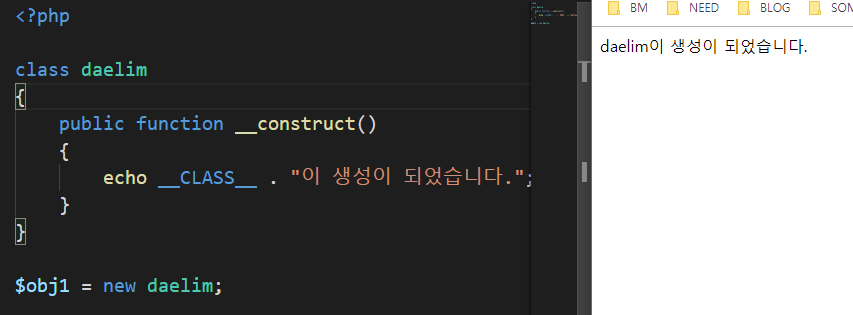 <?php
class daelim
{
    public function __construct()
    {
        echo __CLASS__ . "이 생성이 되었습니다.";
    }
}
$obj1 = new daelim;
BM NEED BLOG SOM
daelim이 생성이 되었습니다.